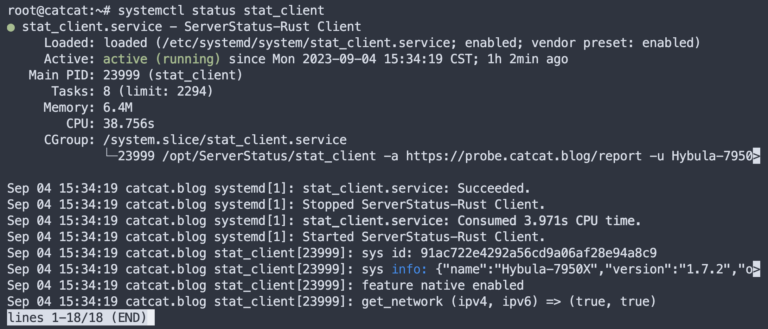 root@catcat:~# systemctl status stat_client
● stat_client.service - ServerStatus-Rust Client
     Loaded: loaded (/etc/systemd/system/stat_client.service; enabled; vendor preset: enabled)
     Active: active (running) since Mon 2023-09-04 15:34:19 CST; 1h 2min ago
   Main PID: 23999 (stat_client)
      Tasks: 8 (limit: 2294)
     Memory: 6.4M
        CPU: 38.756s
     CGroup: /system.slice/stat_client.service
             └─23999 /opt/ServerStatus/stat_client -a https://probe.catcat.blog/report -u Hybula-7950>
Sep 04 15:34:19 catcat.blog systemd[1]: stat_client.service: Succeeded.
Sep 04 15:34:19 catcat.blog systemd[1]: Stopped ServerStatus-Rust Client.
Sep 04 15:34:19 catcat.blog systemd[1]: stat_client.service: Consumed 3.971s CPU time.
Sep 04 15:34:19 catcat.blog systemd[1]: Started ServerStatus-Rust Client.
Sep 04 15:34:19 catcat.blog stat_client[23999]: sys id: 91ac722e4292a56cd9a06af28e94a8c9
Sep 04 15:34:19 catcat.blog stat_client[23999]: sys info: {"name":"Hybula-7950X","version":"1.7.2","o>
Sep 04 15:34:19 catcat.blog stat_client[23999]: feature native enabled
Sep 04 15:34:19 catcat.blog stat_client[23999]: get_network (ipv4, ipv6) => (true, true)
lines 1-18/18 (END)